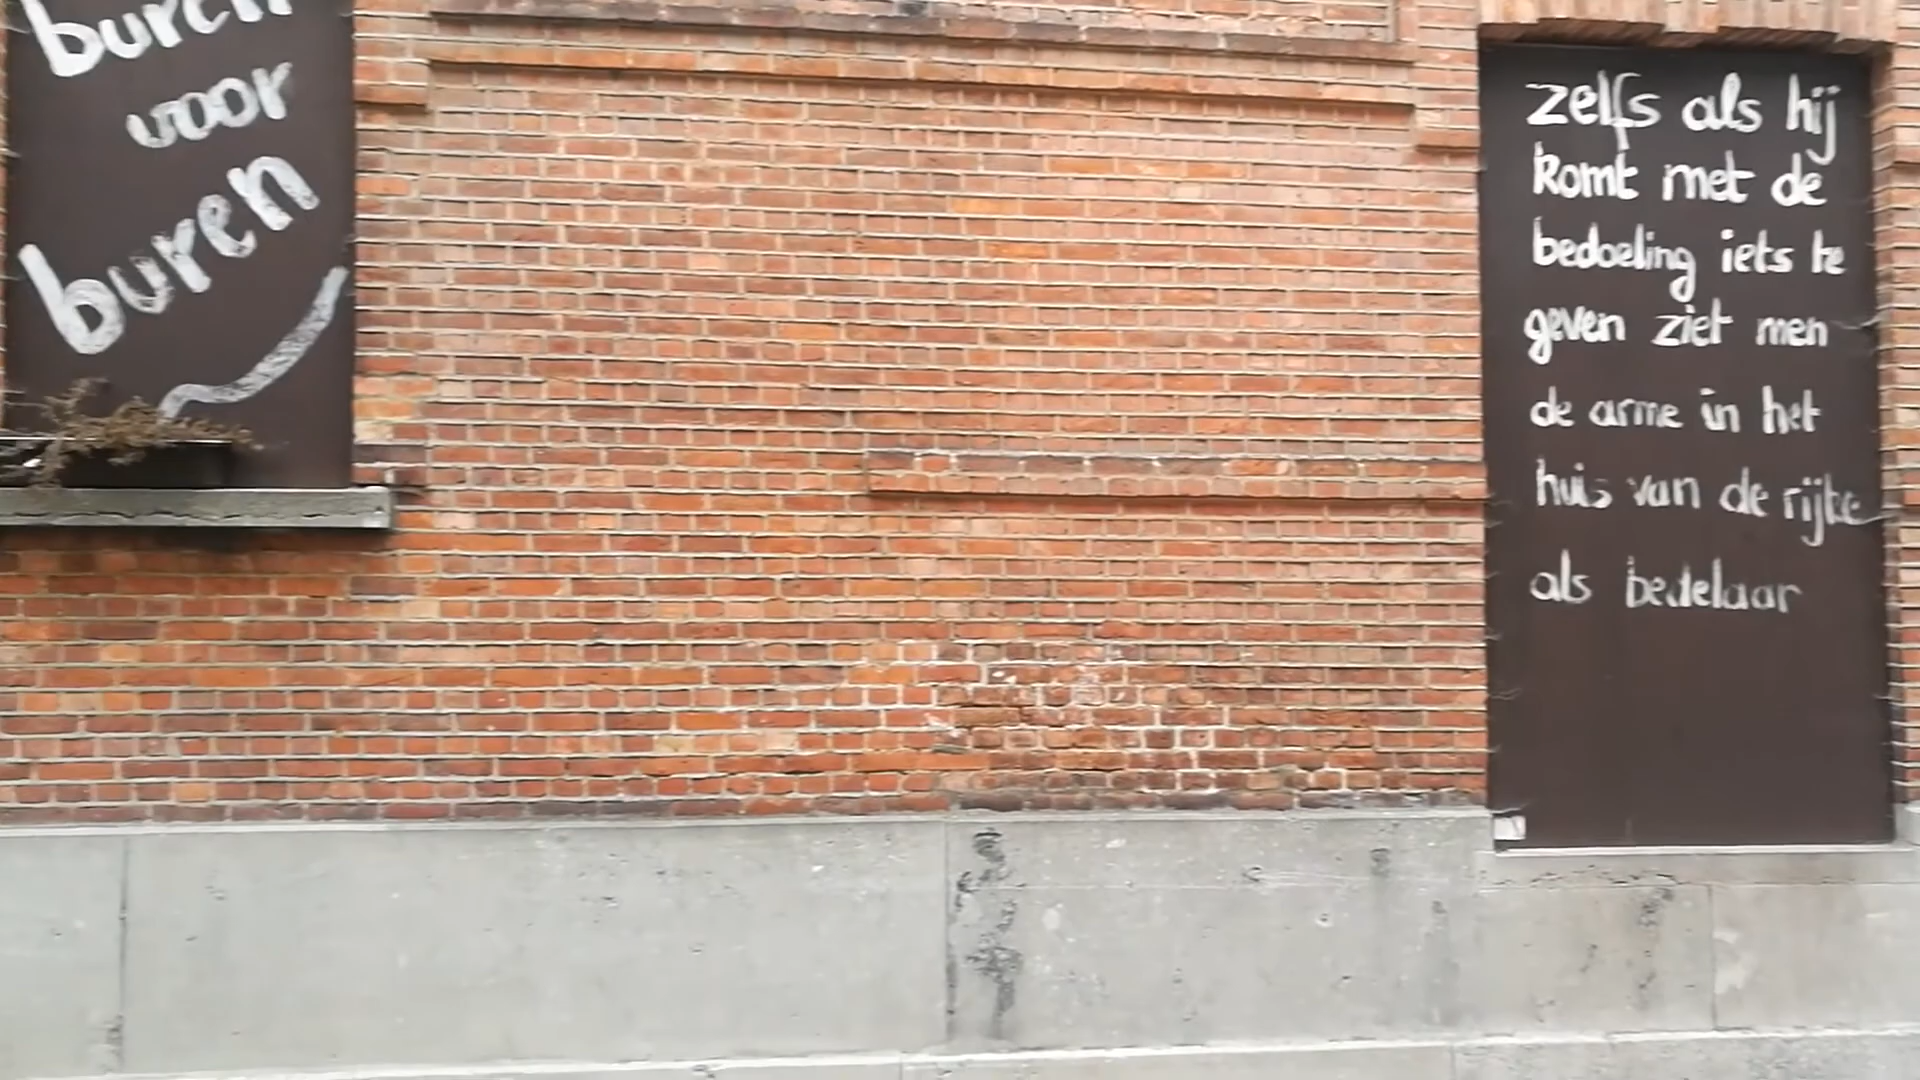 buren
voor
buren
zelfs als hij
komt met de
bedoeling iets te
geven ziet men
de arme in het
huis van de rijke
als bedelaar